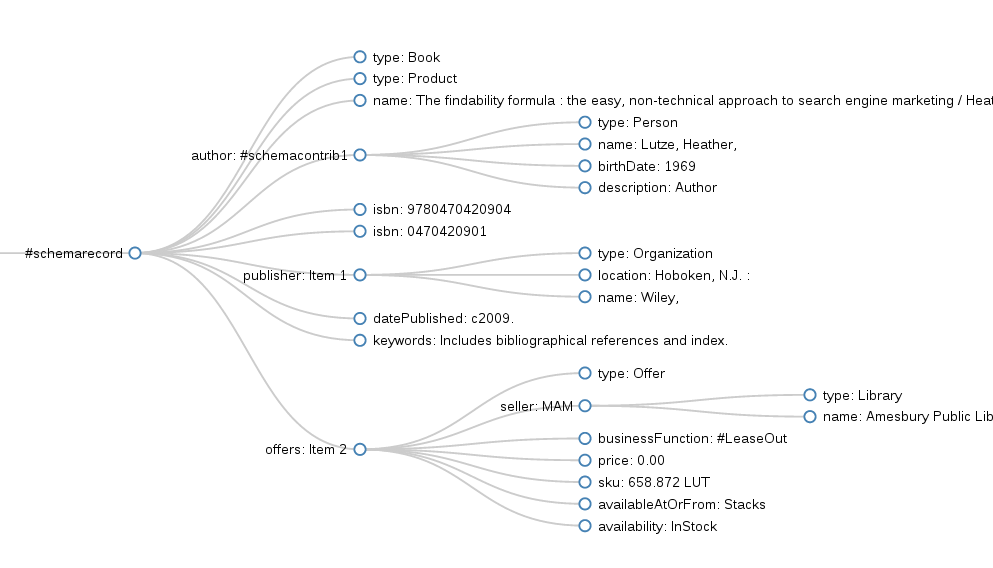 type: Book
type: Product
name: The findability formula : the easy, non-technical approach to search engine marketing /
type: Person
name: Lutze, Heather,
author: #schemacontrib1
birthDate: 1969
description: Author
isbn: 9780470420904
isbn: 0470420901
#schemarecord
type: Organization
publisher: Item 1
location: Hoboken, N.J. :
name: Wiley,
datePublished: c2009.
keywords: Includes bibliographical references and index.
type: Offer
type: Library
seller: MAM
name: Amesbury Public Lib
businessFunction: #LeaseOut
offers: Item 2
price: 0.00
sku: 658.872 LUT
availableAtOrFrom: Stacks
availability: InStock